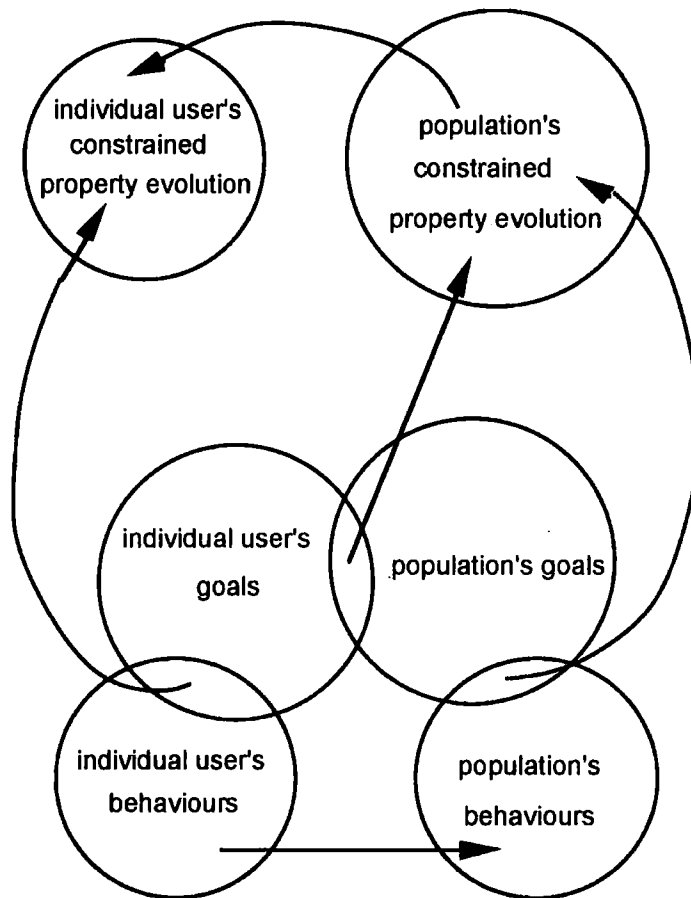 individual user's
constrained
property evolution
population's
constrained
property evolution
individual user's
goals
population's goals
individual user's
behaviours
population's
behaviours